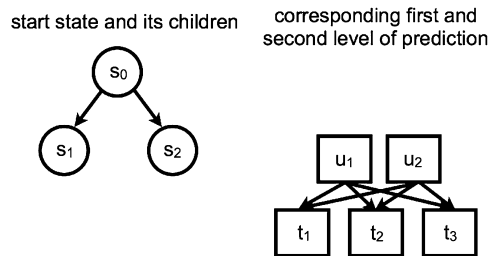 start state and its children
s0
s1 s2
corresponding first and
second level of prediction
u1 u2
t1 t2 t3